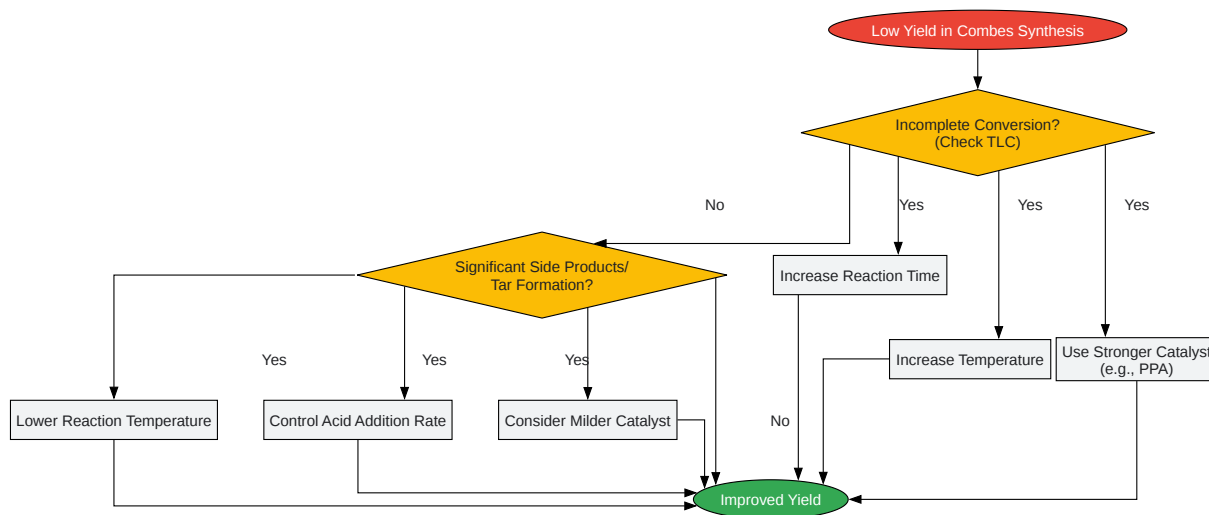 Low Yield in Combes Synthesis
Incomplete Conversion?
(Check TLC)
No
Yes
Yes
Yes
Significant Side Products/
Tar Formation?
Increase Reaction Time
Increase Temperature
Use Stronger Catalyst
(e.g., PPA)
Yes
Yes
Yes
No
Lower Reaction Temperature
Control Acid Addition Rate
Consider Milder Catalyst
Improved Yield